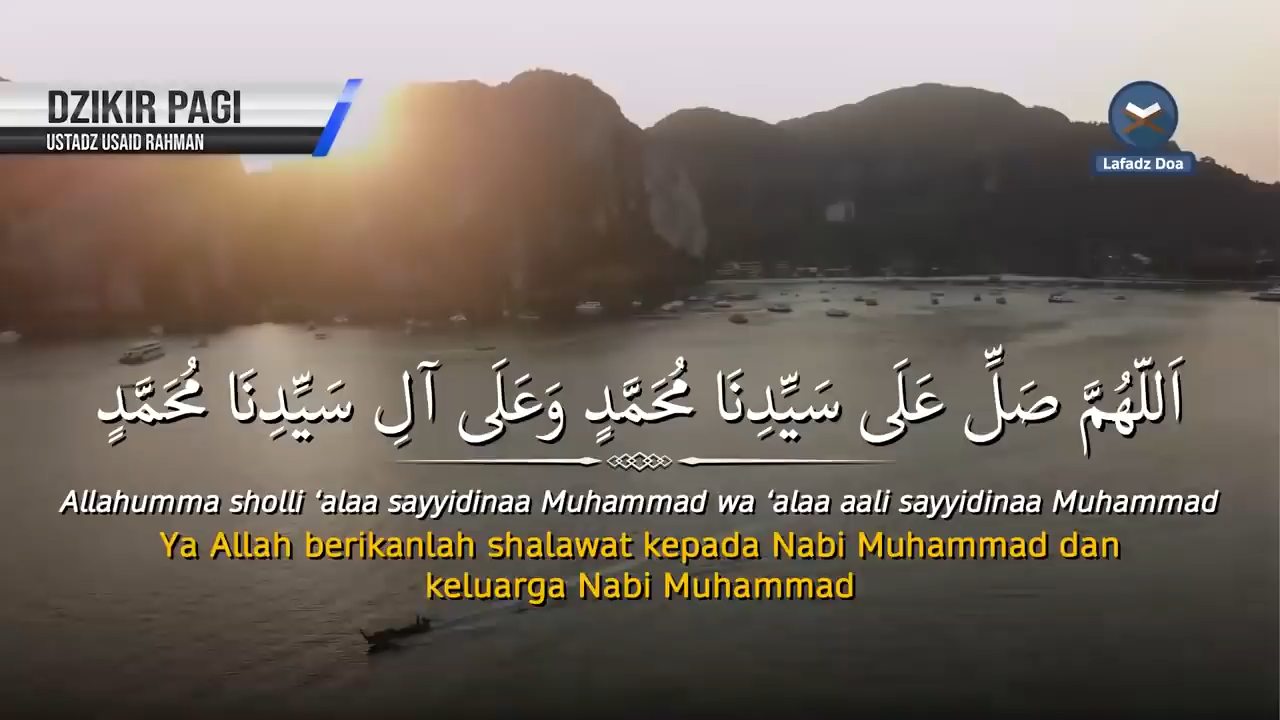 DZIKIR PAGI
USTADZ USAID RAHMAN
Lafadz Doa
اَللّٰهُمَّ صَلِّ عَلَى سَيِّدِنَا مُحَمَّدٍ وَعَلَى آلِ سَيِّدِنَا مُحَمَّدٍ
Allahumma sholli ‘alaa sayyidinaa Muhammad wa ‘alaa aali sayyidinaa Muhammad
Ya Allah berikanlah shalawat kepada Nabi Muhammad dan
keluarga Nabi Muhammad